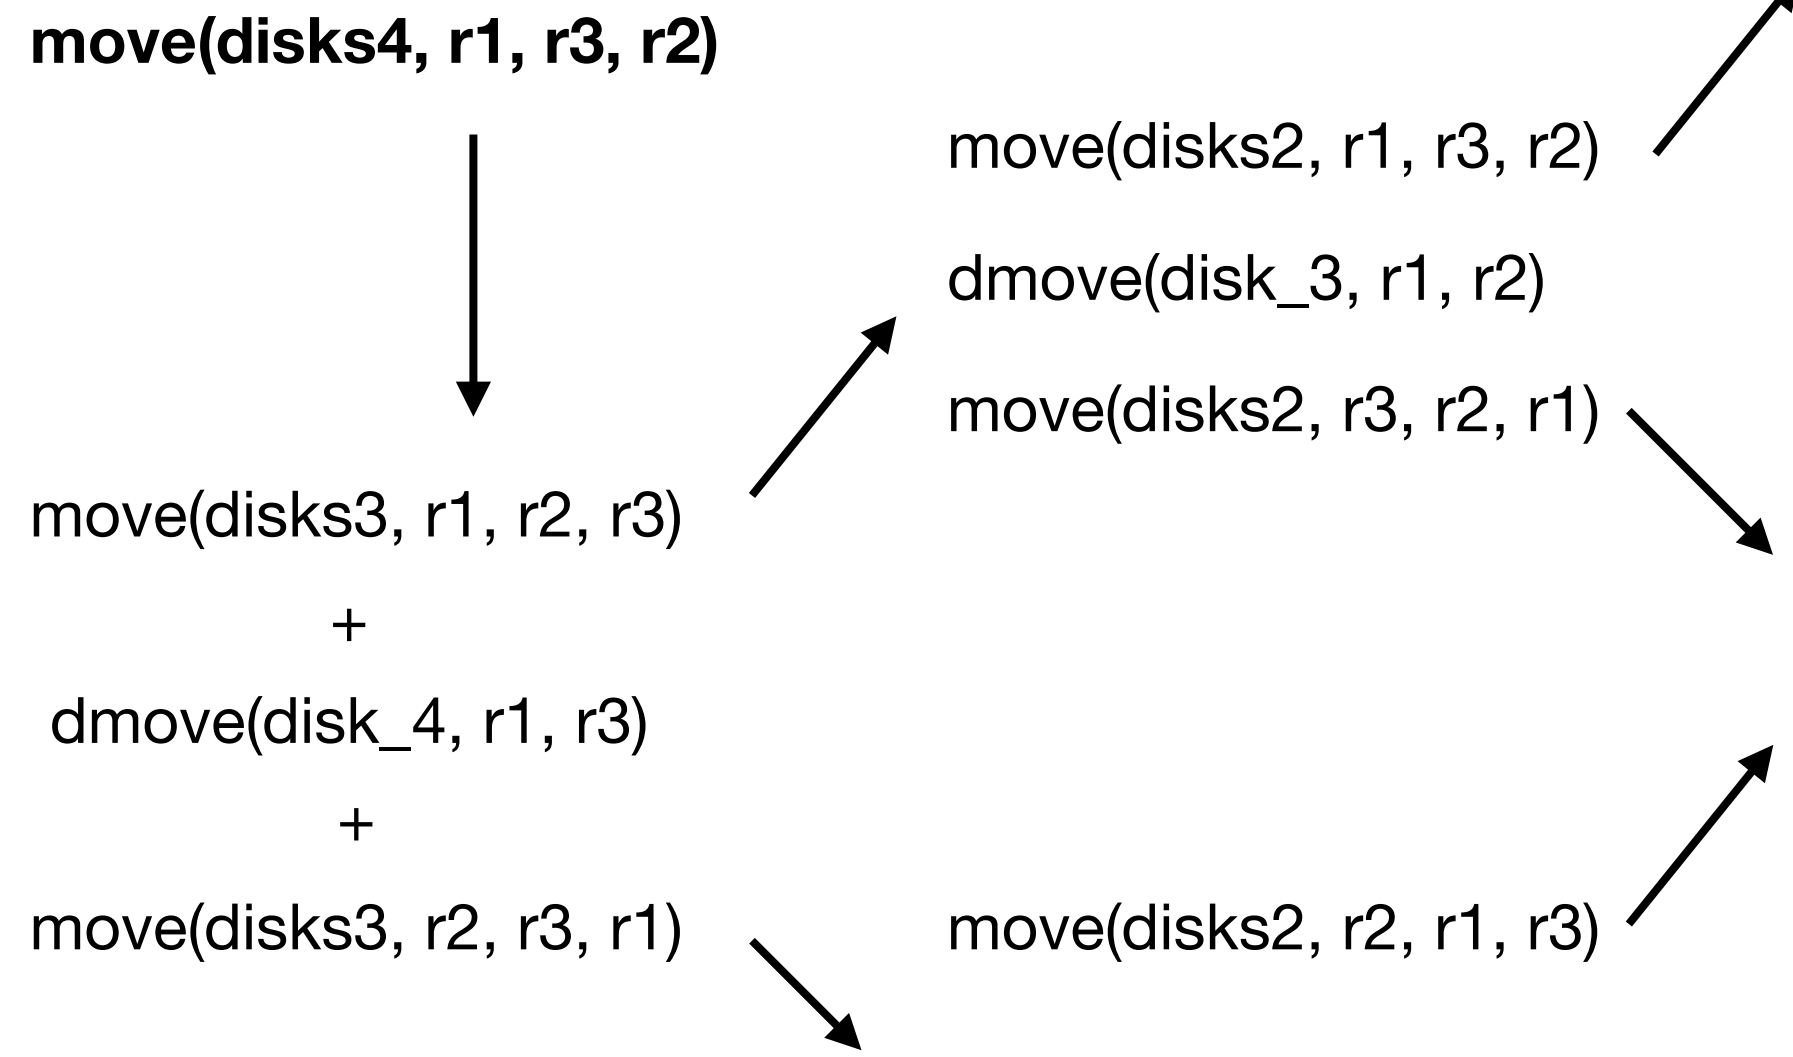 move(disks4, r1, r3, r2)
move(disks3, r1, r2, r3)
+
dmove(disk_4, r1, r3)
+
move(disks3, r2, r3, r1)
move(disks2, r1, r3, r2)
dmove(disk_3, r1, r2)
move(disks2, r3, r2, r1)
move(disks2, r2, r1, r3)